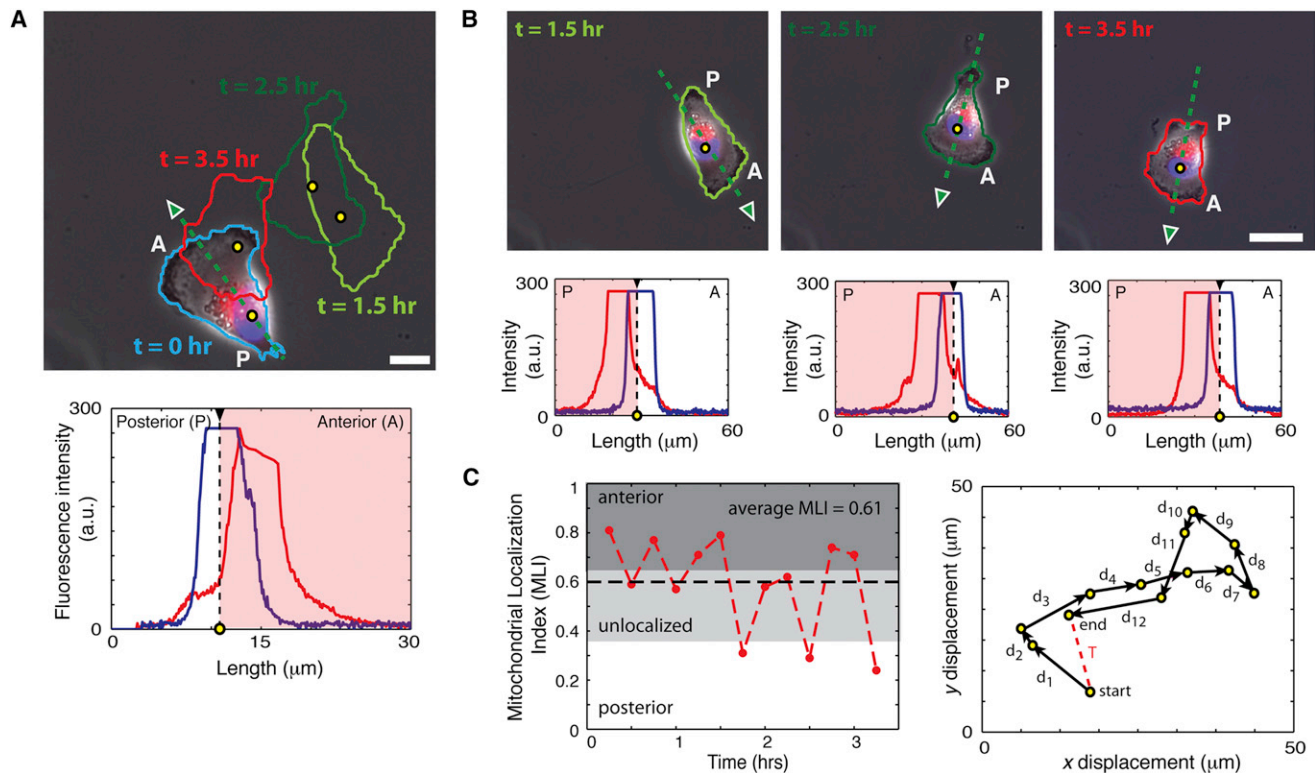 A
t = 2.5 hr
t = 3.5 hr
A
t = 1.5 hr
t = 0 hr
P
300
Posterior (P)
Anterior (A)
Fluorescence intensity
(a.u.)
0
0
15
30
Length (μm)
B
t = 1.5 hr
P
A
t = 2.5 hr
P
A
t = 3.5 hr
P
A
300
P
A
Intensity
(a.u.)
0
0
60
Length (μm)
300
P
A
Intensity
(a.u.)
0
0
60
Length (μm)
300
P
A
Intensity
(a.u.)
0
0
60
Length (μm)
C
1
0.8
0.6
0.4
0.2
0
anterior
average MLI = 0.61
unlocalized
posterior
Mitochondrial Localization
Index (MLI)
0
1
2
3
Time (hrs)
50
y displacement (μm)
0
d10
d9
d11
d8
d5
d4
d6
d7
d3
d12
end
d2
T
d1
start
0
50
x displacement (μm)